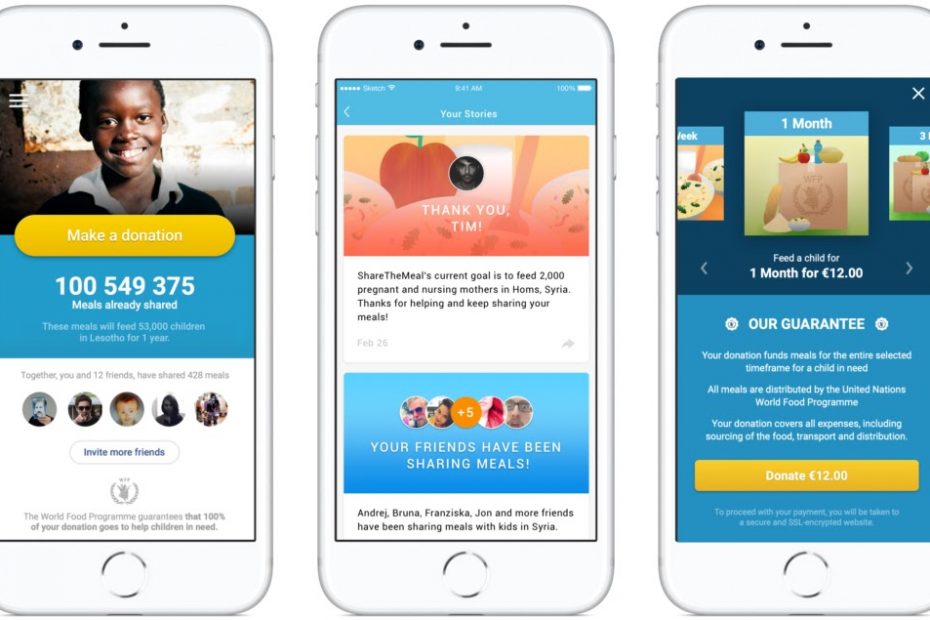 Make a donation
100 549 375
Meals already shared
These meals will feed 53,000 children
in Lesotho for 1 year.
Together, you and 12 friends, have shared 428 meals
Invite more friends
WFP
The World Food Programme guarantees that 100%
of your donation goes to help children in need.
Sketch
9:41 AM
100%
Your Stories
THANK YOU,
TIM!
ShareTheMeal's current goal is to feed 2,000
pregnant and nursing mothers in Homs, Syria.
Thanks for helping and keep sharing your
meals!
Feb 26
+5
YOUR FRIENDS HAVE BEEN
SHARING MEALS!
Andrej, Bruna, Franziska, Jon and more friends
have been sharing meals with kids in Syria.
1 Month
WFP
Feed a child for
1 Month for €12.00
OUR GUARANTEE
Your donation funds meals for the entire selected
timeframe for a child in need
All meals are distributed by the United Nations
World Food Programme
Your donation covers all expenses, including
sourcing of the food, transport and distribution.
Donate €12.00
To proceed with your payment, you will be taken to
a secure and SSL-encrypted website.